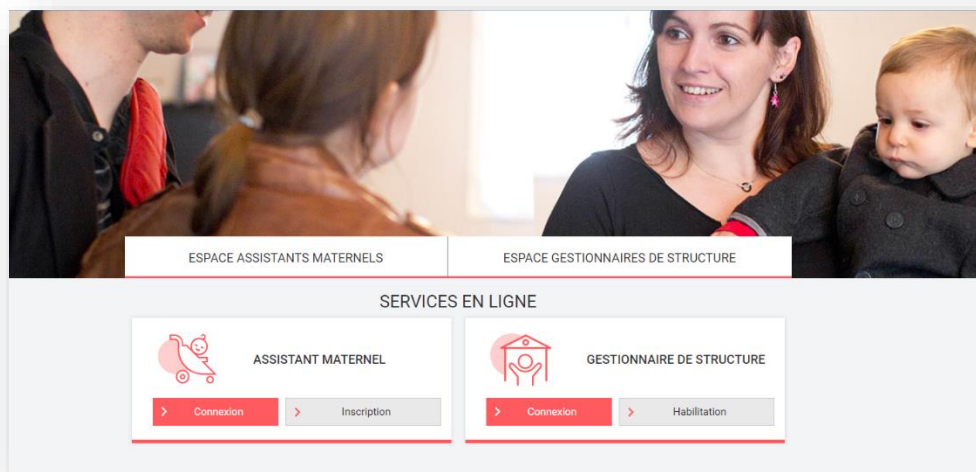 ESPACE ASSISTANTS MATERNELS
ESPACE GESTIONNAIRES DE STRUCTURE
SERVICES EN LIGNE
ASSISTANT MATERNEL
Connexion
Inscription
GESTIONNAIRE DE STRUCTURE
Connexion
Habilitation